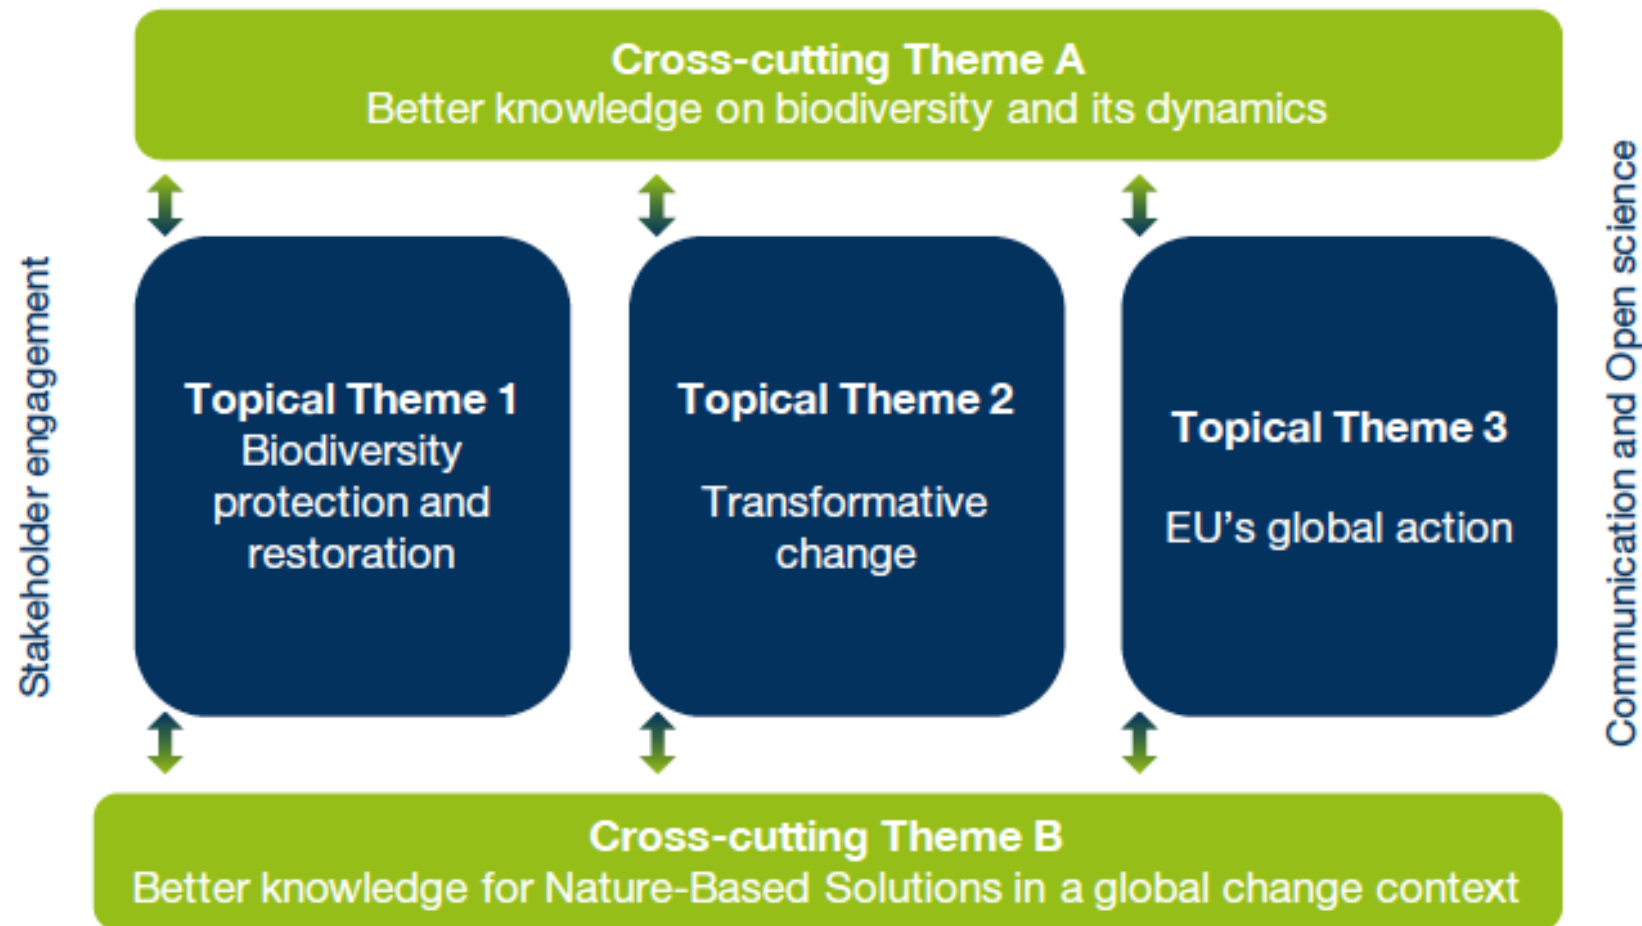 Cross-cutting Theme A
Better knowledge on biodiversity and its dynamics
Stakeholder engagement
Topical Theme 1
Biodiversity
protection and
restoration
Topical Theme 2
Transformative
change
Topical Theme 3
EU’s global action
Communication and Open science
Cross-cutting Theme B
Better knowledge for Nature-Based Solutions in a global change context